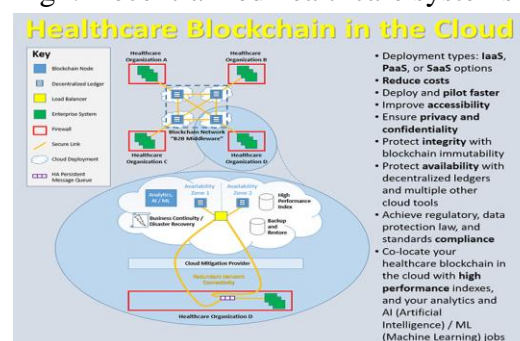 Healthcare Blockchain in the Cloud
Key
Blockchain Node
Decentralized Ledger
Load Balancer
Enterprise System
Firewall
Secure Link
Cloud Deployment
HA Persistent
Message Queue
Healthcare
Organization A
Healthcare
Organization B
Blockchain Network
"B2B Middleware"
Healthcare
Organization C
Healthcare
Organization D
Analytics,
AI / ML
Availability
Zone 1
Availability
Zone 2
High
Performance
Index
Business Continuity /
Disaster Recovery
Backup
and
Restore
Cloud Mitigation Provider
Redundant Network
Connectivity
Healthcare Organization D
• Deployment types: IaaS,
PaaS, or SaaS options
• Reduce costs
• Deploy and pilot faster
• Improve accessibility
• Ensure privacy and
confidentiality
• Protect integrity with
blockchain immutability
• Protect availability with
decentralized ledgers
and multiple other
cloud tools
• Achieve regulatory, data
protection law, and
standards compliance
• Co-locate your
healthcare blockchain in
the cloud with high
performance indexes,
and your analytics and
AI (Artificial
Intelligence) / ML
(Machine Learning) jobs